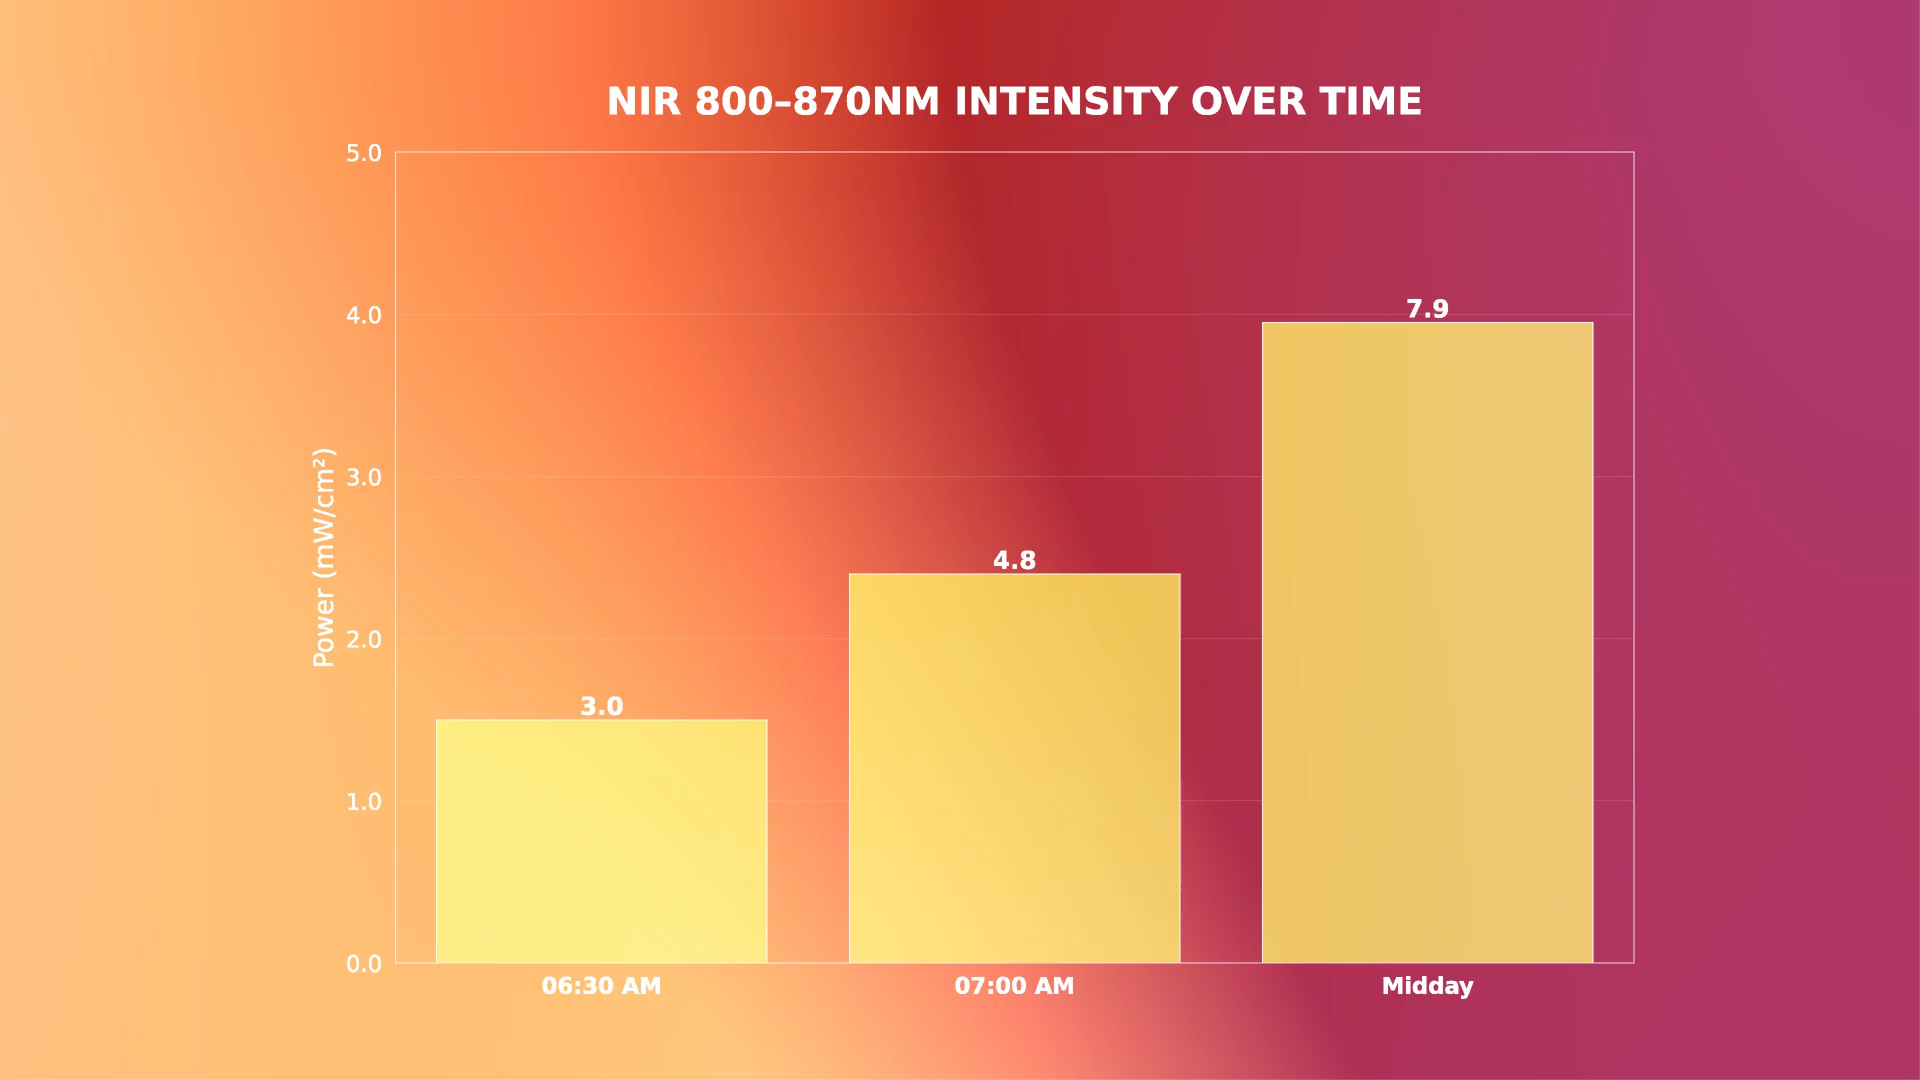 NIR 800–870NM INTENSITY OVER TIME
Power (mW/cm²)
5.0
4.0
3.0
2.0
1.0
0.0
3.0
4.8
7.9
06:30 AM
07:00 AM
Midday